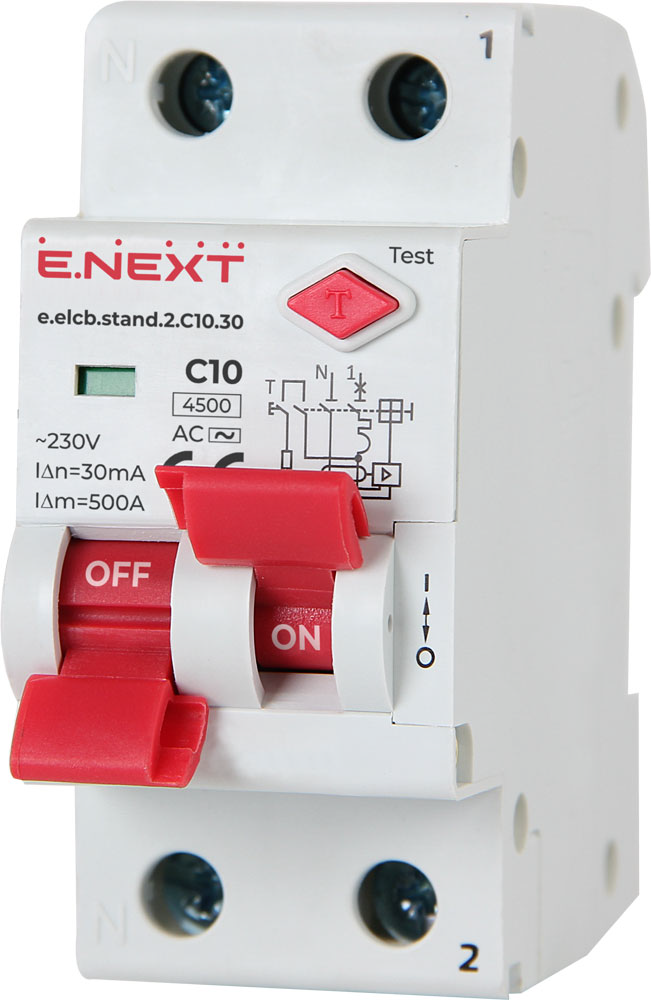 N 1
E.NEXT
Test
T
e.elcb.stand.2.C10.30
C10
4500
AC
~230V
IΔn=30mA
IΔm=500A
T N 1
OFF
ON
I
O
N 2